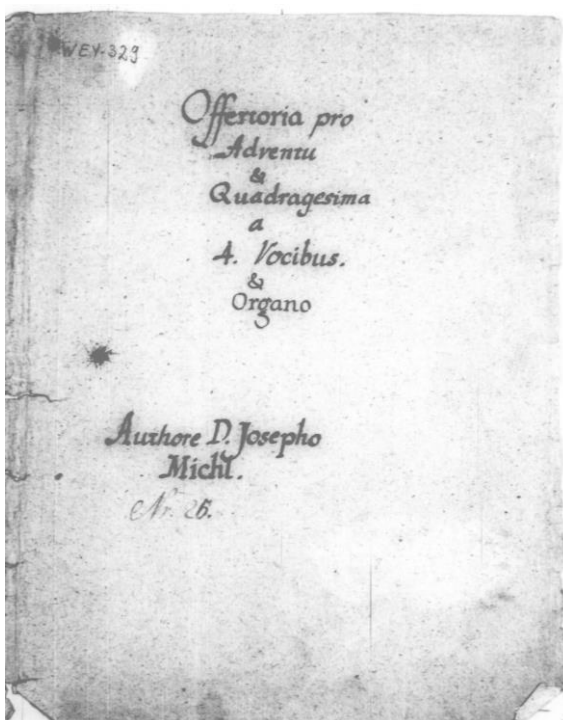 WEY-329
Offertoria pro
Adventu
&
Quadragesima
a
4. Vocibus.
&
Organo
Authore D. Josepho
Michl.
Nr. 26.